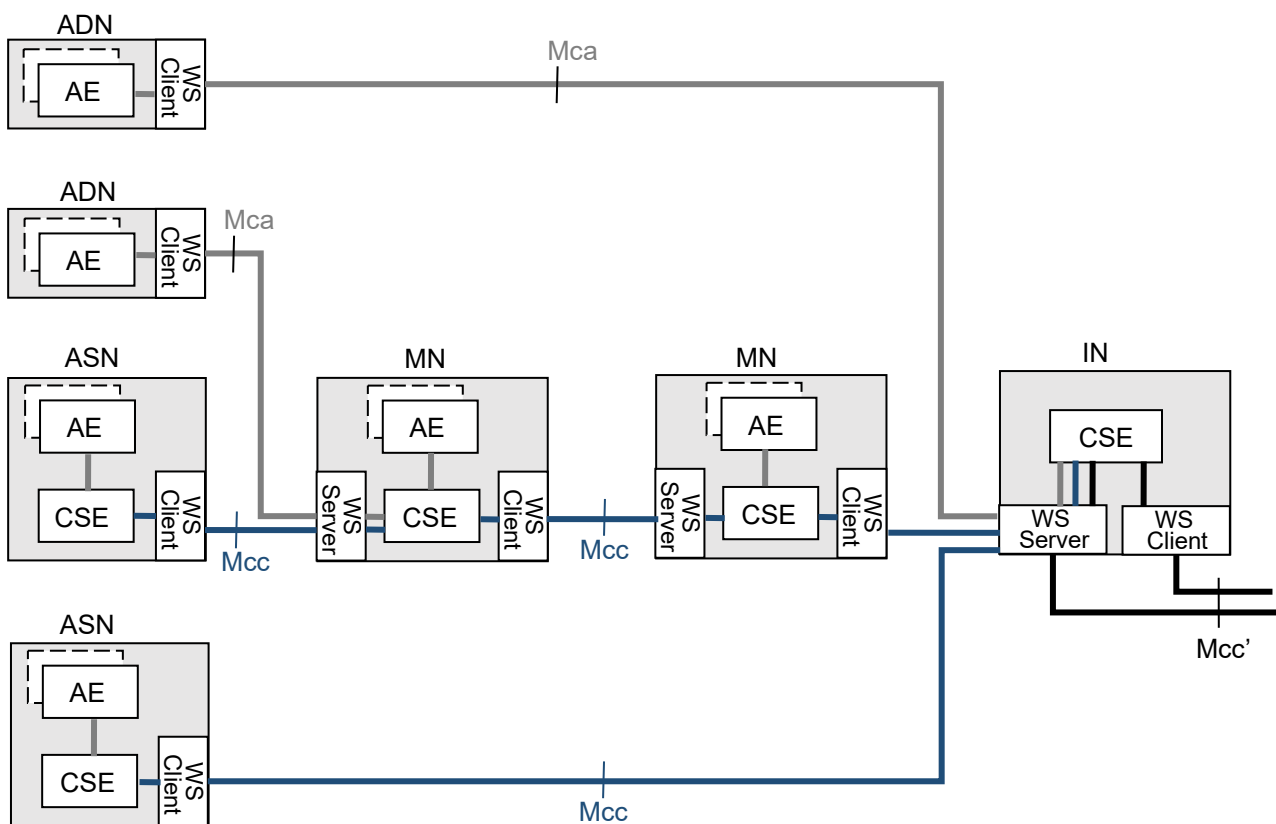 ADN
AE
WS
Client
Mca
ADN
AE
WS
Client
Mca
ASN
AE
CSE
WS
Client
Mcc
MN
AE
WS
Server
CSE
WS
Client
Mcc
MN
AE
WS
Server
CSE
WS
Client
IN
CSE
WS
Server
WS
Client
Mcc’
ASN
AE
CSE
WS
Client
Mcc